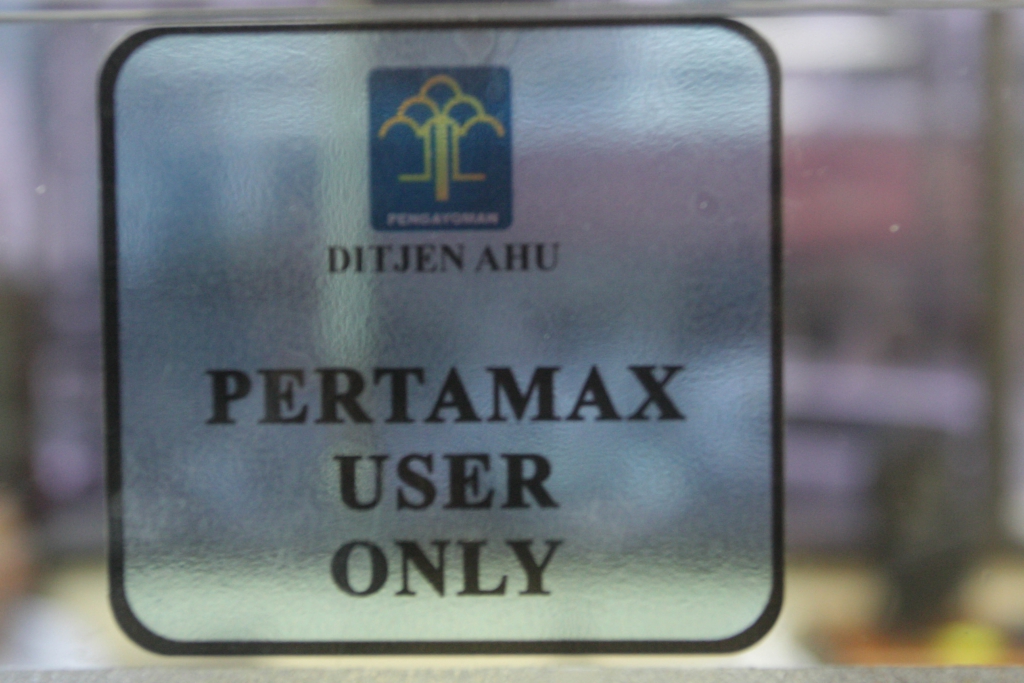 PENGAYOMAN
DITJEN AHU
PERTAMAX
USER
ONLY